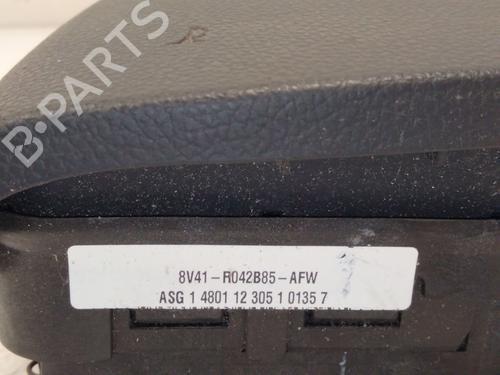 B-PARTS
8V41-R042B85-AFW
ASG 1 4801 12 305 1 0135 7